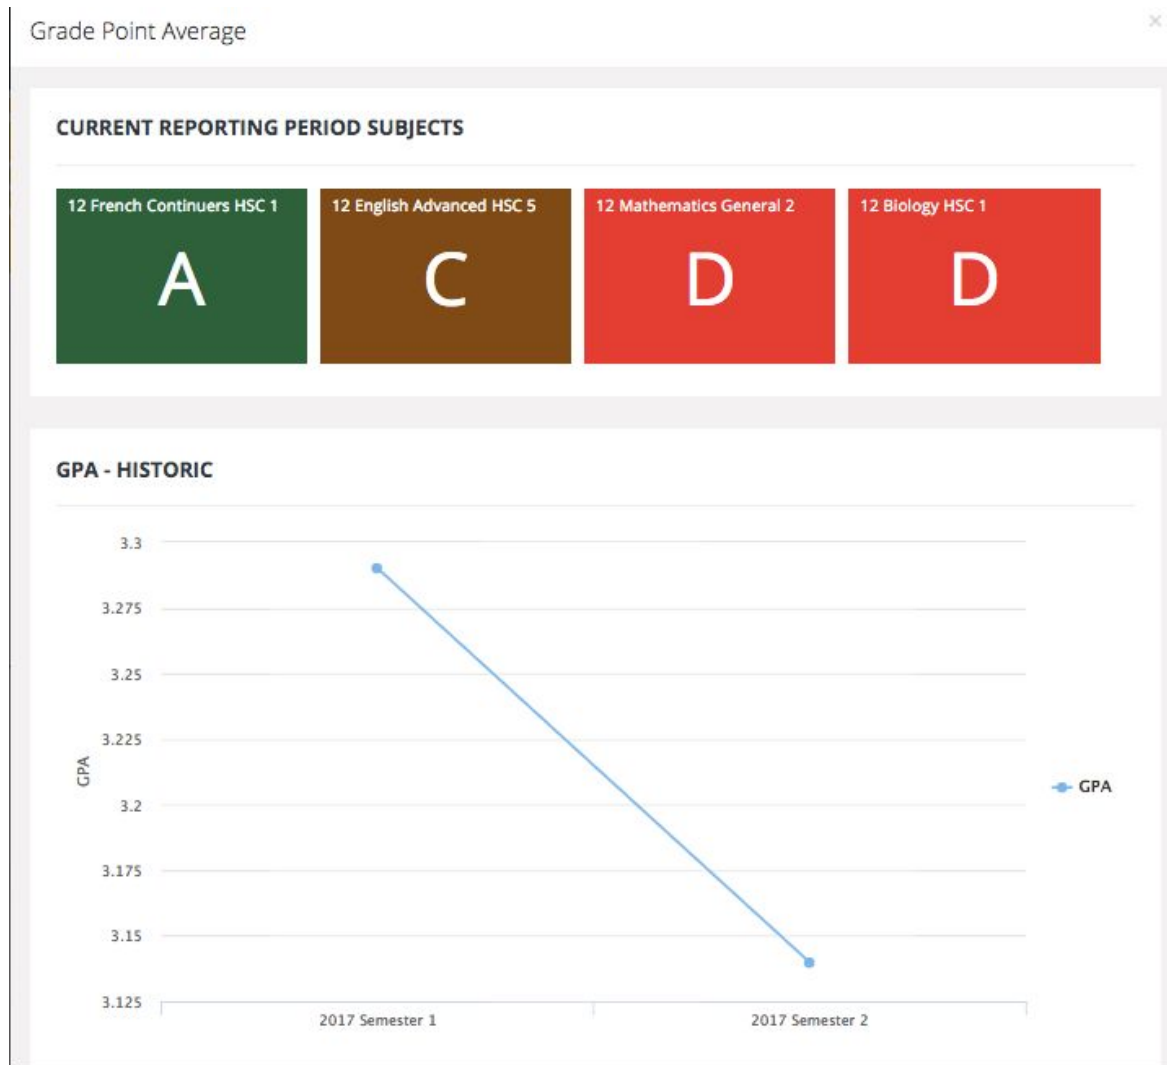 Grade Point Average
×
CURRENT REPORTING PERIOD SUBJECTS
12 French Continuers HSC 1
A
12 English Advanced HSC 5
C
12 Mathematics General 2
D
12 Biology HSC 1
D
GPA - HISTORIC
3.3
3.275
3.25
3.225
3.2
3.175
3.15
3.125
GPA
2017 Semester 1
2017 Semester 2
GPA